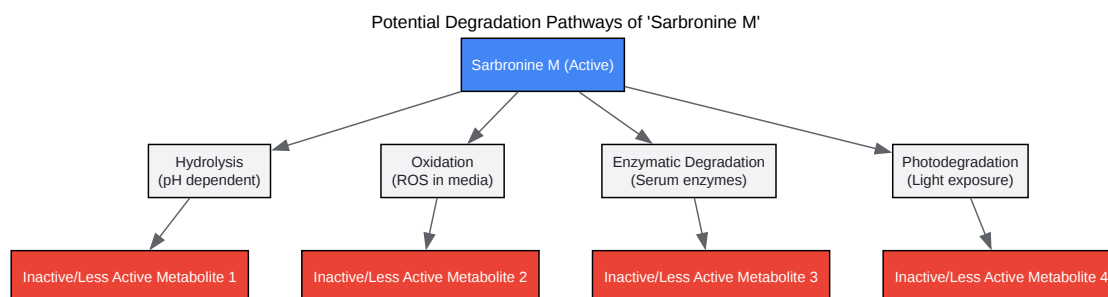 Potential Degradation Pathways of 'Sarbronine M'
Sarbronine M (Active)
Hydrolysis
(pH dependent)
Oxidation
(ROS in media)
Enzymatic Degradation
(Serum enzymes)
Photodegradation
(Light exposure)
Inactive/Less Active Metabolite 1
Inactive/Less Active Metabolite 2
Inactive/Less Active Metabolite 3
Inactive/Less Active Metabolite 4